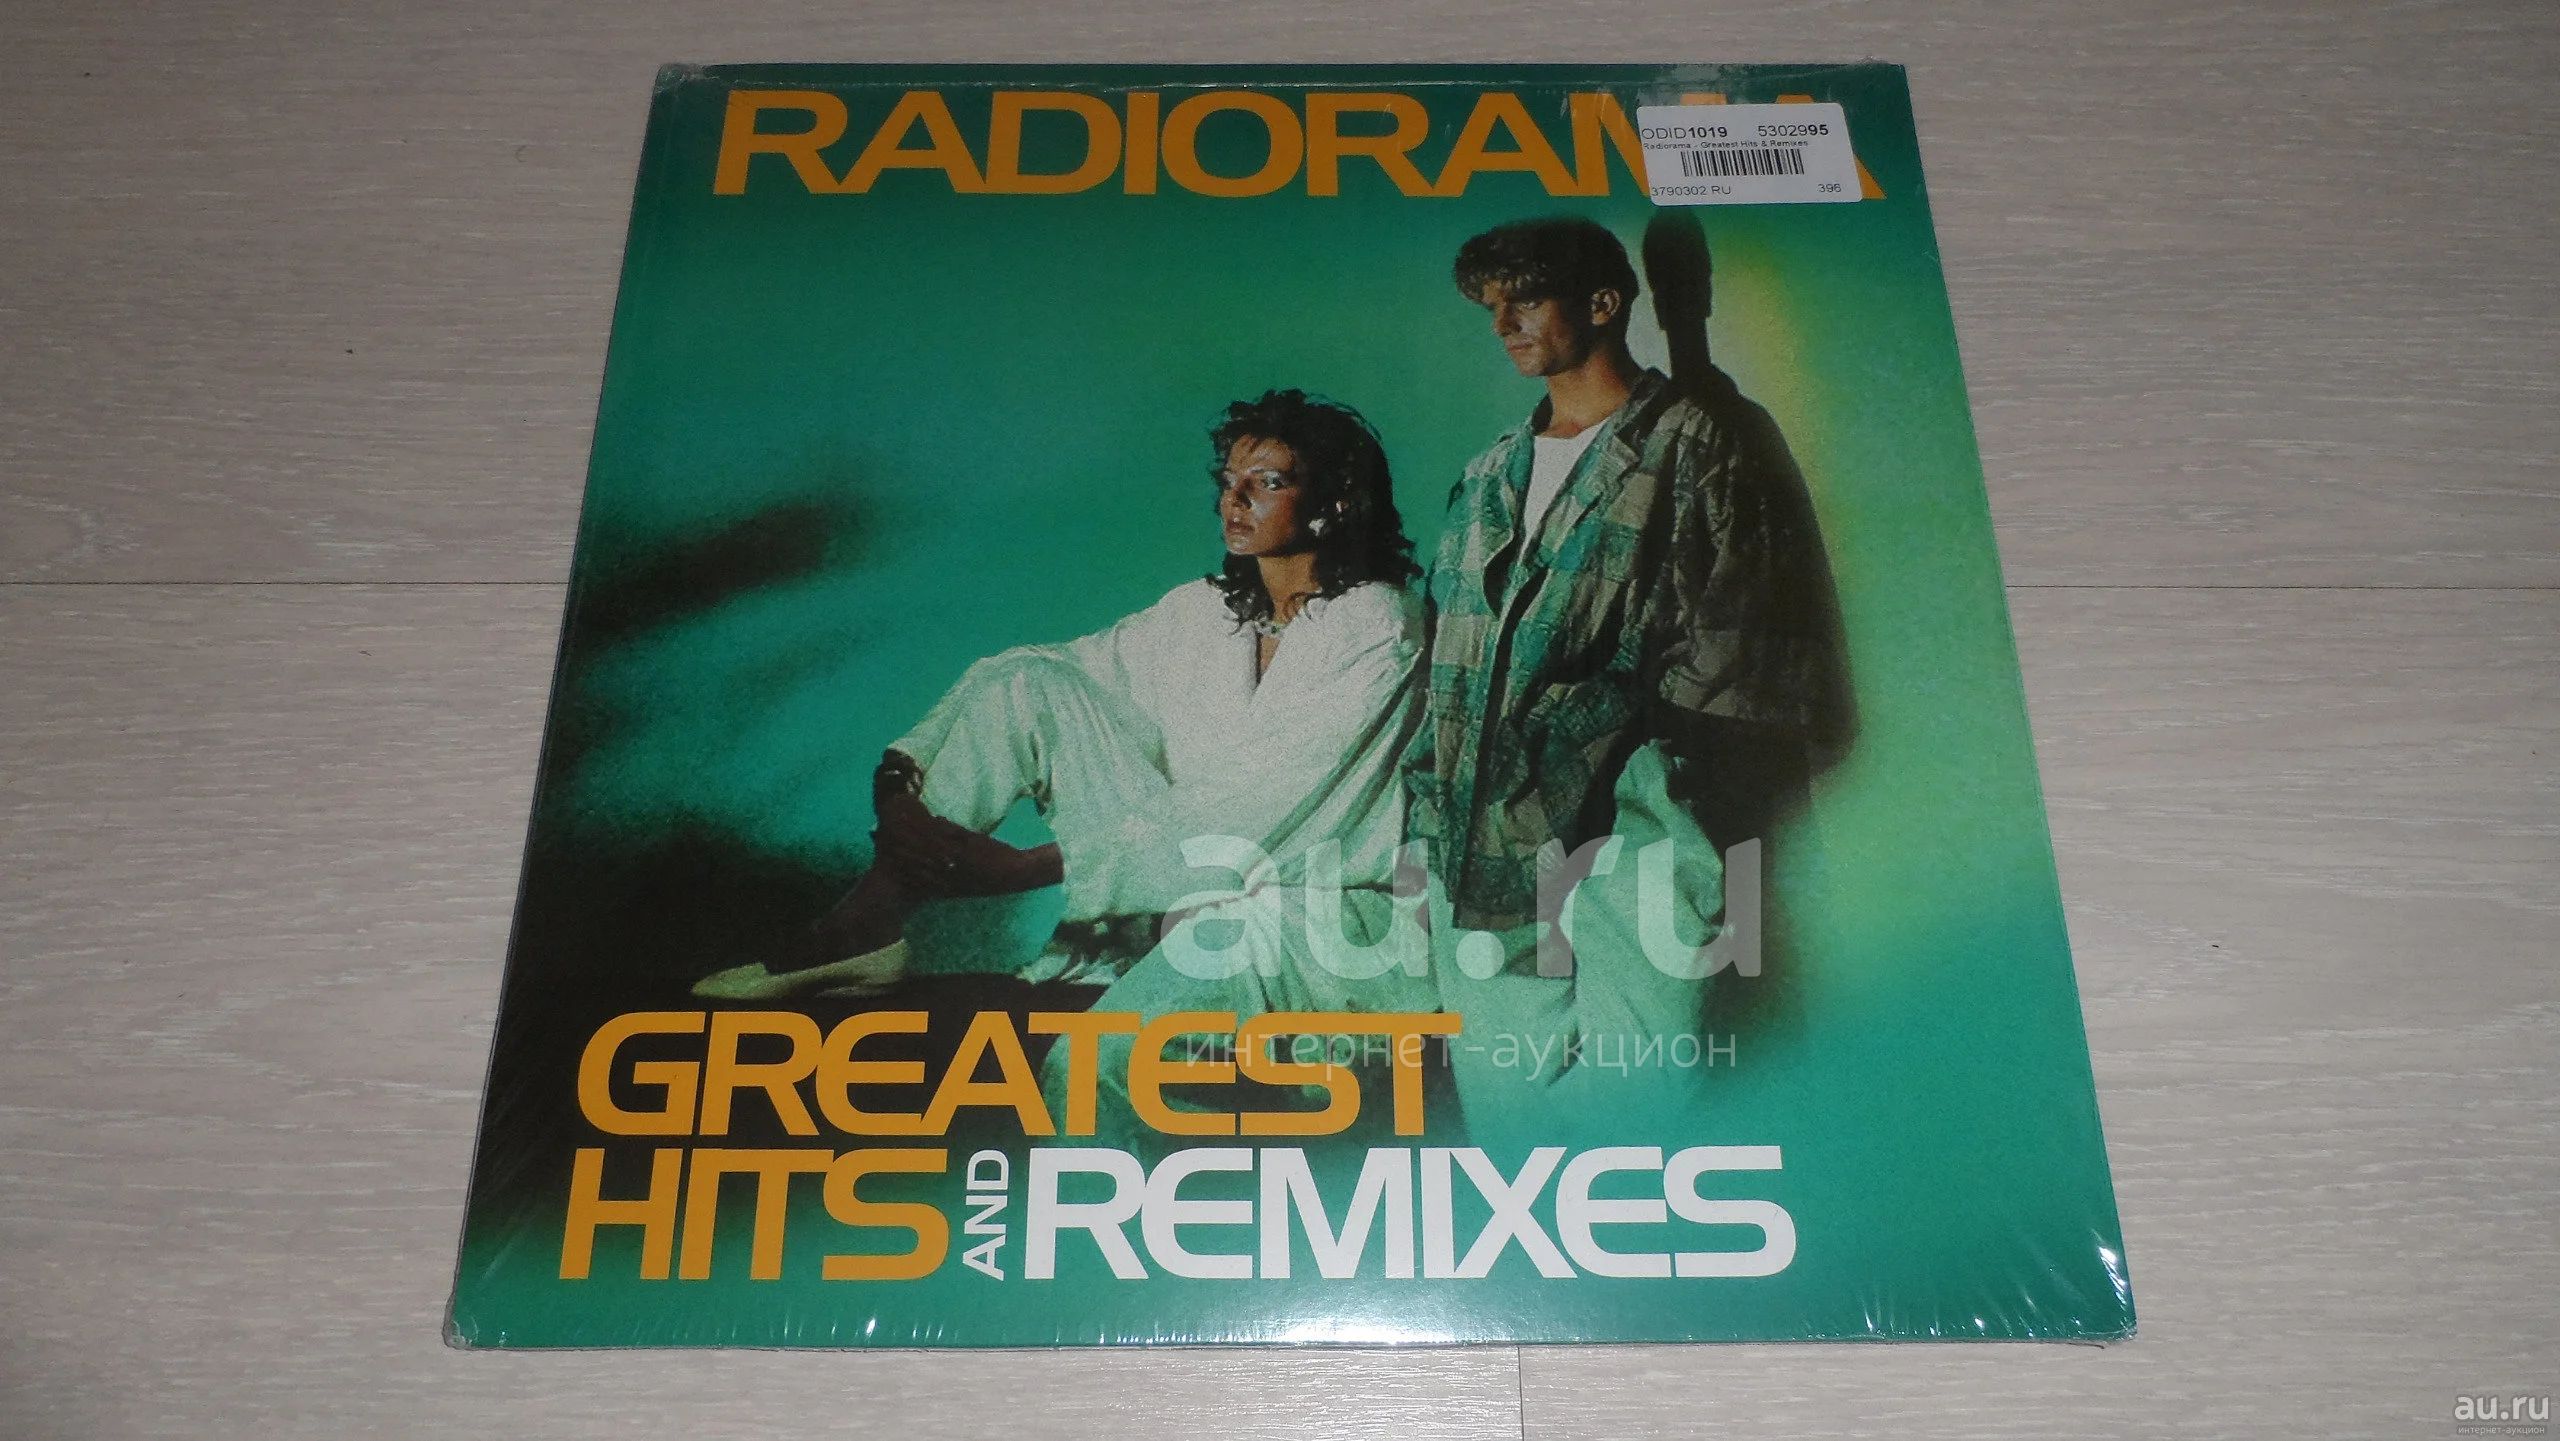 RADIORAMA
ODID1019 5302995
Radiorama - Greatest Hits & Remixes
3790302 RU 396
au.ru
интернет-аукцион
GREATEST
HITS AND REMIXES
au.ru
интернет-аукцион